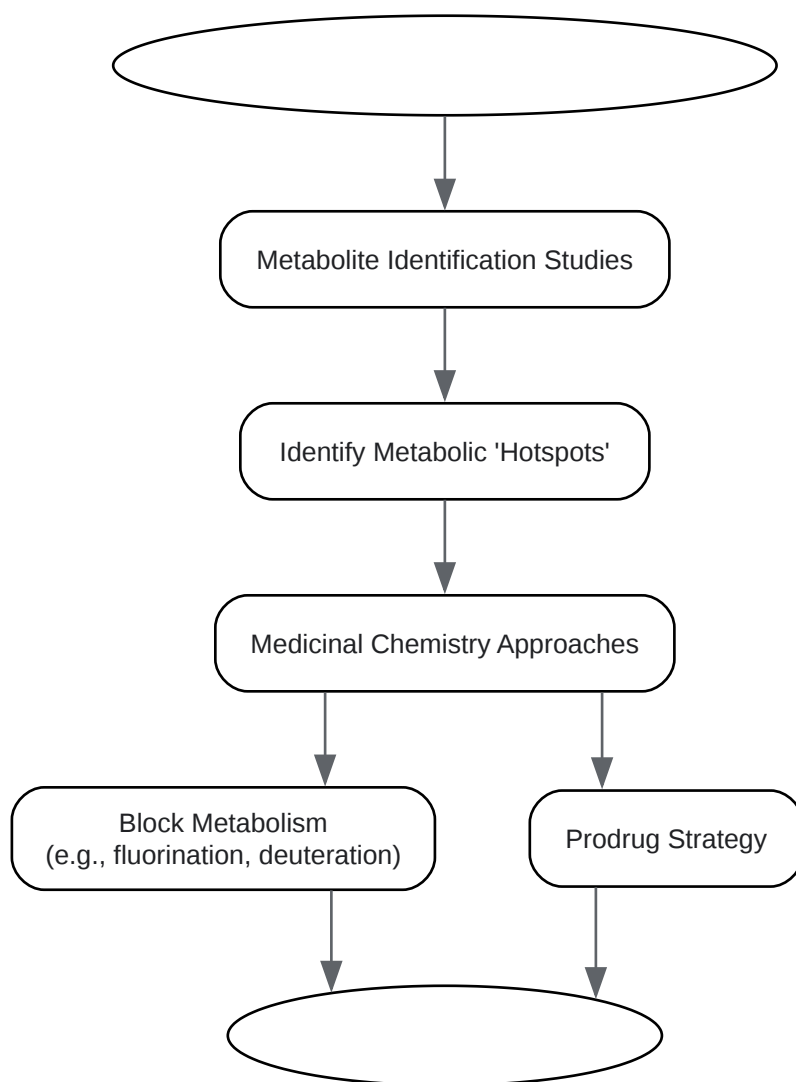 Metabolite Identification Studies
Identify Metabolic 'Hotspots'
Medicinal Chemistry Approaches
Block Metabolism
(e.g., fluorination, deuteration)
Prodrug Strategy